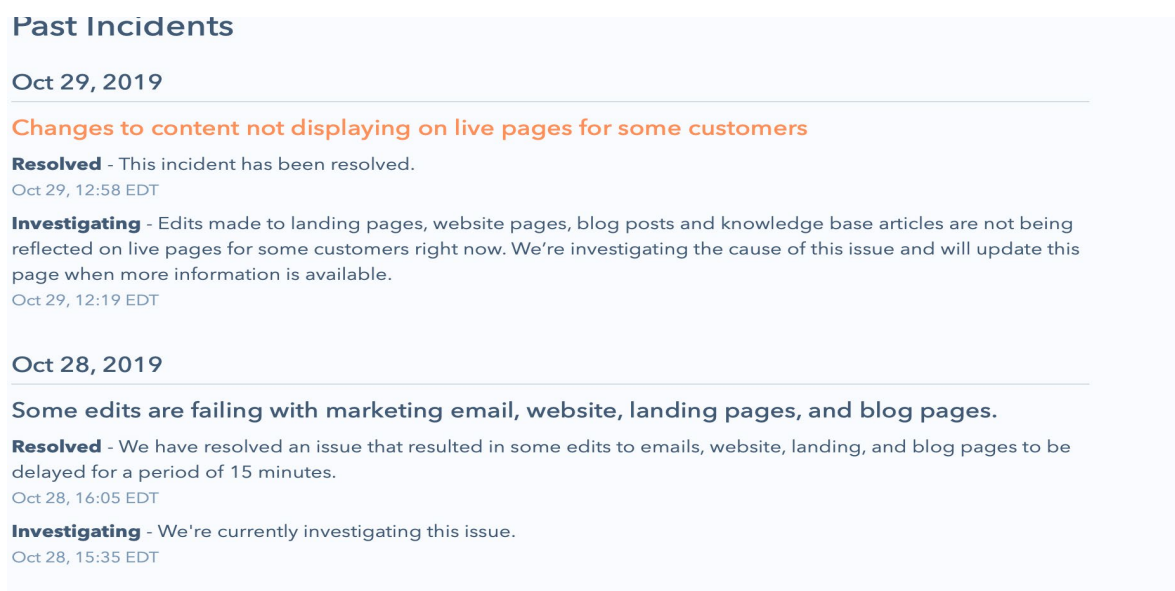 Past Incidents
Oct 29, 2019
Changes to content not displaying on live pages for some customers
Resolved - This incident has been resolved.
Oct 29, 12:58 EDT
Investigating - Edits made to landing pages, website pages, blog posts and knowledge base articles are not being
reflected on live pages for some customers right now. We’re investigating the cause of this issue and will update this
page when more information is available.
Oct 29, 12:19 EDT
Oct 28, 2019
Some edits are failing with marketing email, website, landing pages, and blog pages.
Resolved - We have resolved an issue that resulted in some edits to emails, website, landing, and blog pages to be
delayed for a period of 15 minutes.
Oct 28, 16:05 EDT
Investigating - We're currently investigating this issue.
Oct 28, 15:35 EDT